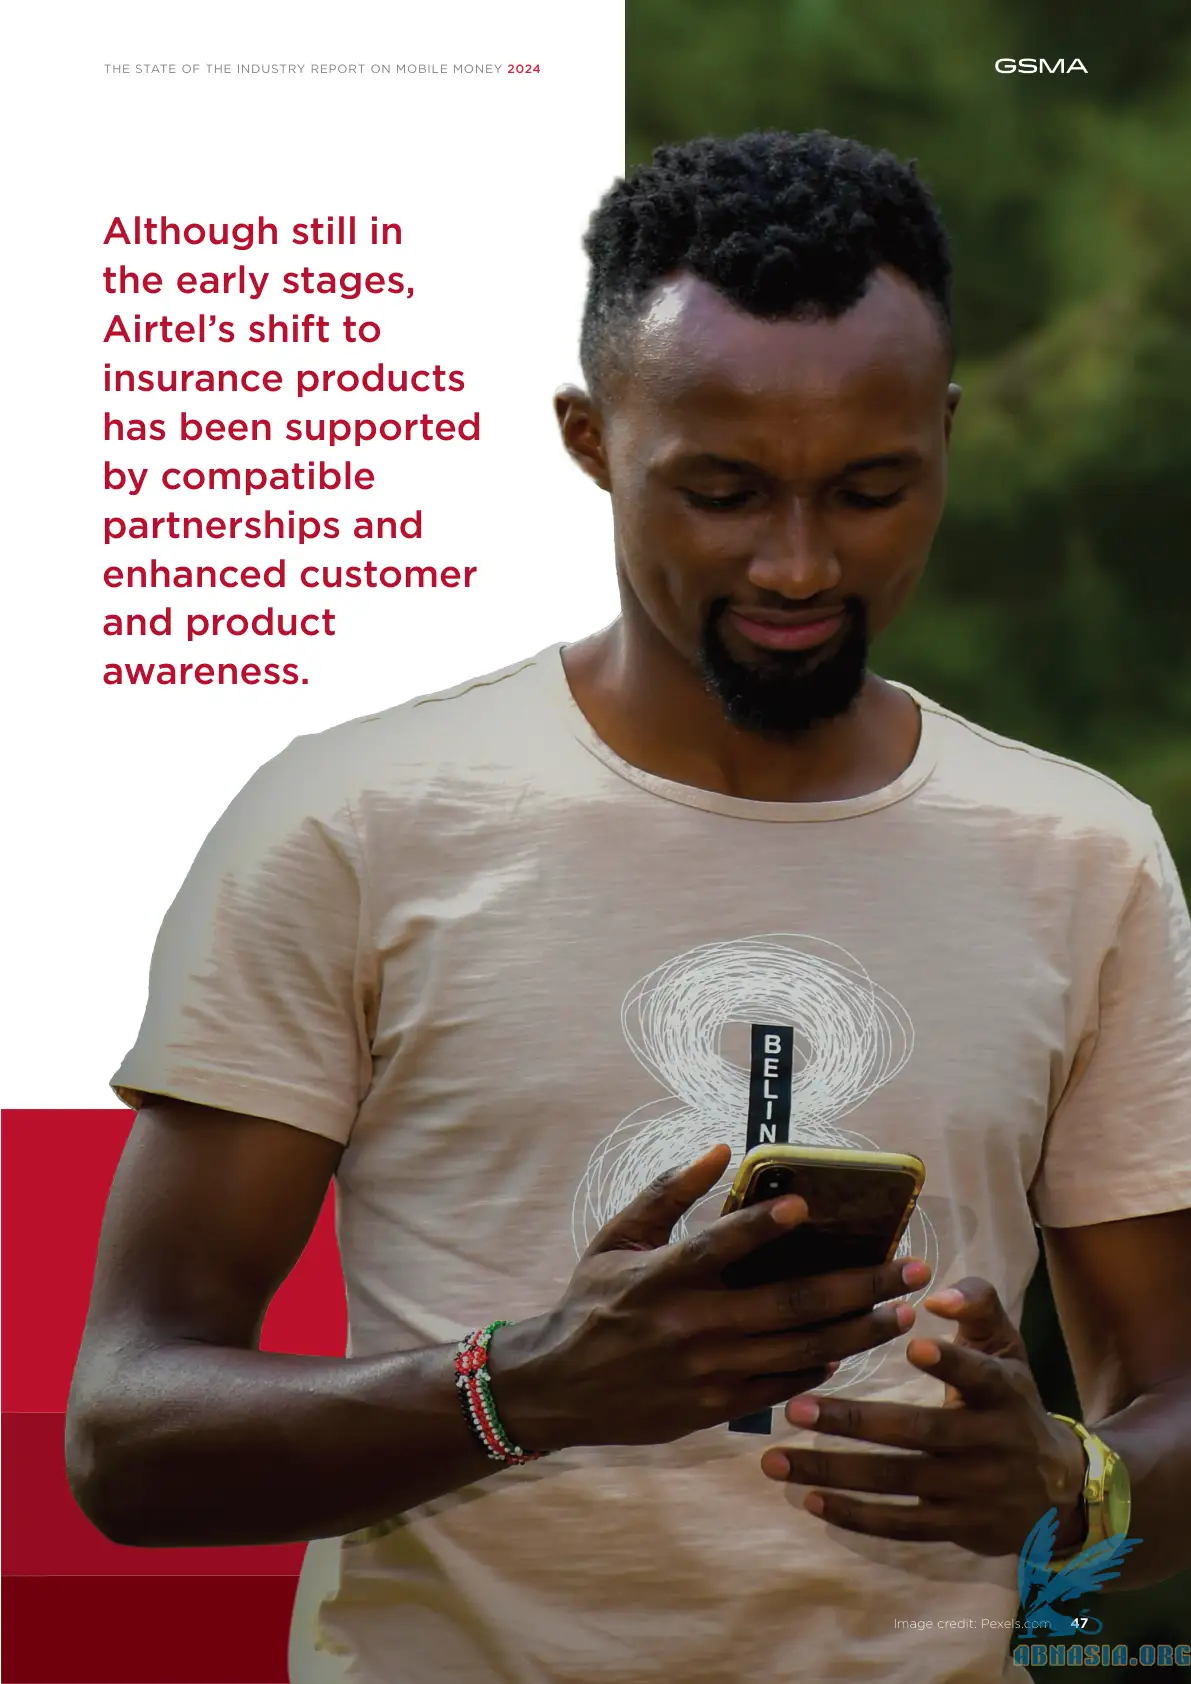 THE STATE OF THE INDUSTRY REPORT ON MOBILE MONEY 2024
GSMA
Although still in
the early stages,
Airtel’s shift to
insurance products
has been supported
by compatible
partnerships and
enhanced customer
and product
awareness.
B
E
L
I
N
Image credit: Pexels.com 47
ABNASIA.ORG